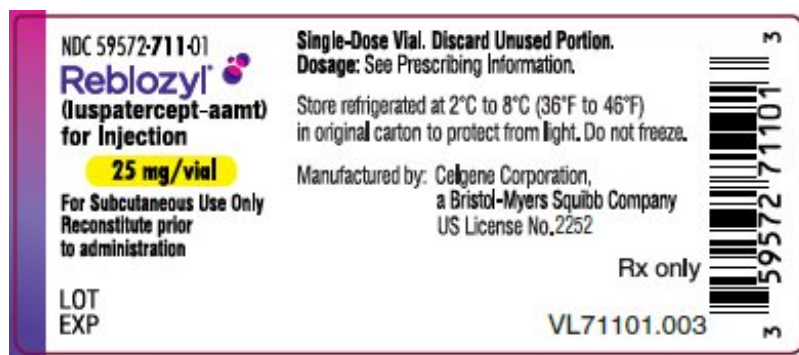 NDC 59572-711-01
Reblozyl®
(luspatercept-aamt)
for Injection
25 mg/vial
For Subcutaneous Use Only
Reconstitute prior
to administration
LOT
EXP
Single-Dose Vial. Discard Unused Portion.
Dosage: See Prescribing Information.
Store refrigerated at 2°C to 8°C (36°F to 46°F)
in original carton to protect from light. Do not freeze.
Manufactured by: Celgene Corporation,
a Bristol-Myers Squibb Company
US License No.2252
Rx only
VL71101.003
3 59572 71101 3